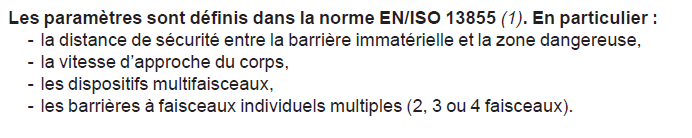 Les paramètres sont définis dans la norme EN/ISO 13855 (1). En particulier :
- la distance de sécurité entre la barrière immatérielle et la zone dangereuse,
- la vitesse d'approche du corps,
- les dispositifs multifaisceaux,
- les barrières à faisceaux individuels multiples (2, 3 ou 4 faisceaux).